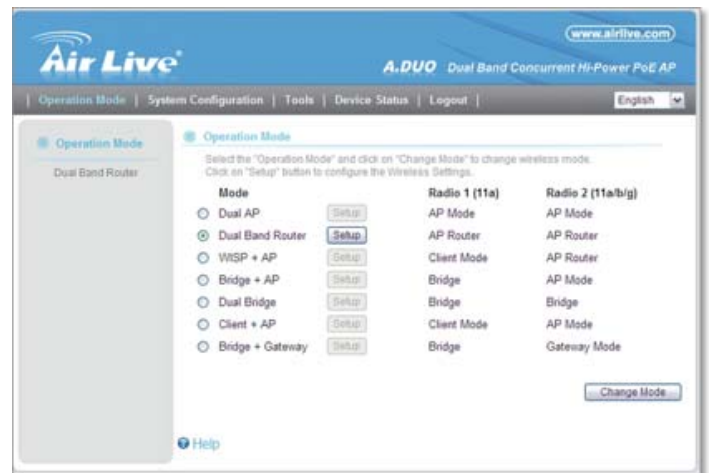 www.airlive.com
Air Live®
A.DUO Dual Band Concurrent Hi-Power PoE AP
| Operation Mode | System Configuration | Tools | Device Status | Logout | English
Operation Mode
Dual Band Router
Operation Mode
Select the "Operation Mode" and click on "Change Mode" to change wireless mode.
Click on "Setup" button to configure the Wireless Settings.
Mode Radio 1 (11a) Radio 2 (11a/b/g)
Dual AP Setup AP Mode AP Mode
Dual Band Router Setup AP Router AP Router
WISP + AP Setup Client Mode AP Router
Bridge + AP Setup Bridge AP Mode
Dual Bridge Setup Bridge Bridge
Client + AP Setup Client Mode AP Mode
Bridge + Gateway Setup Bridge Gateway Mode
Change Mode
Help